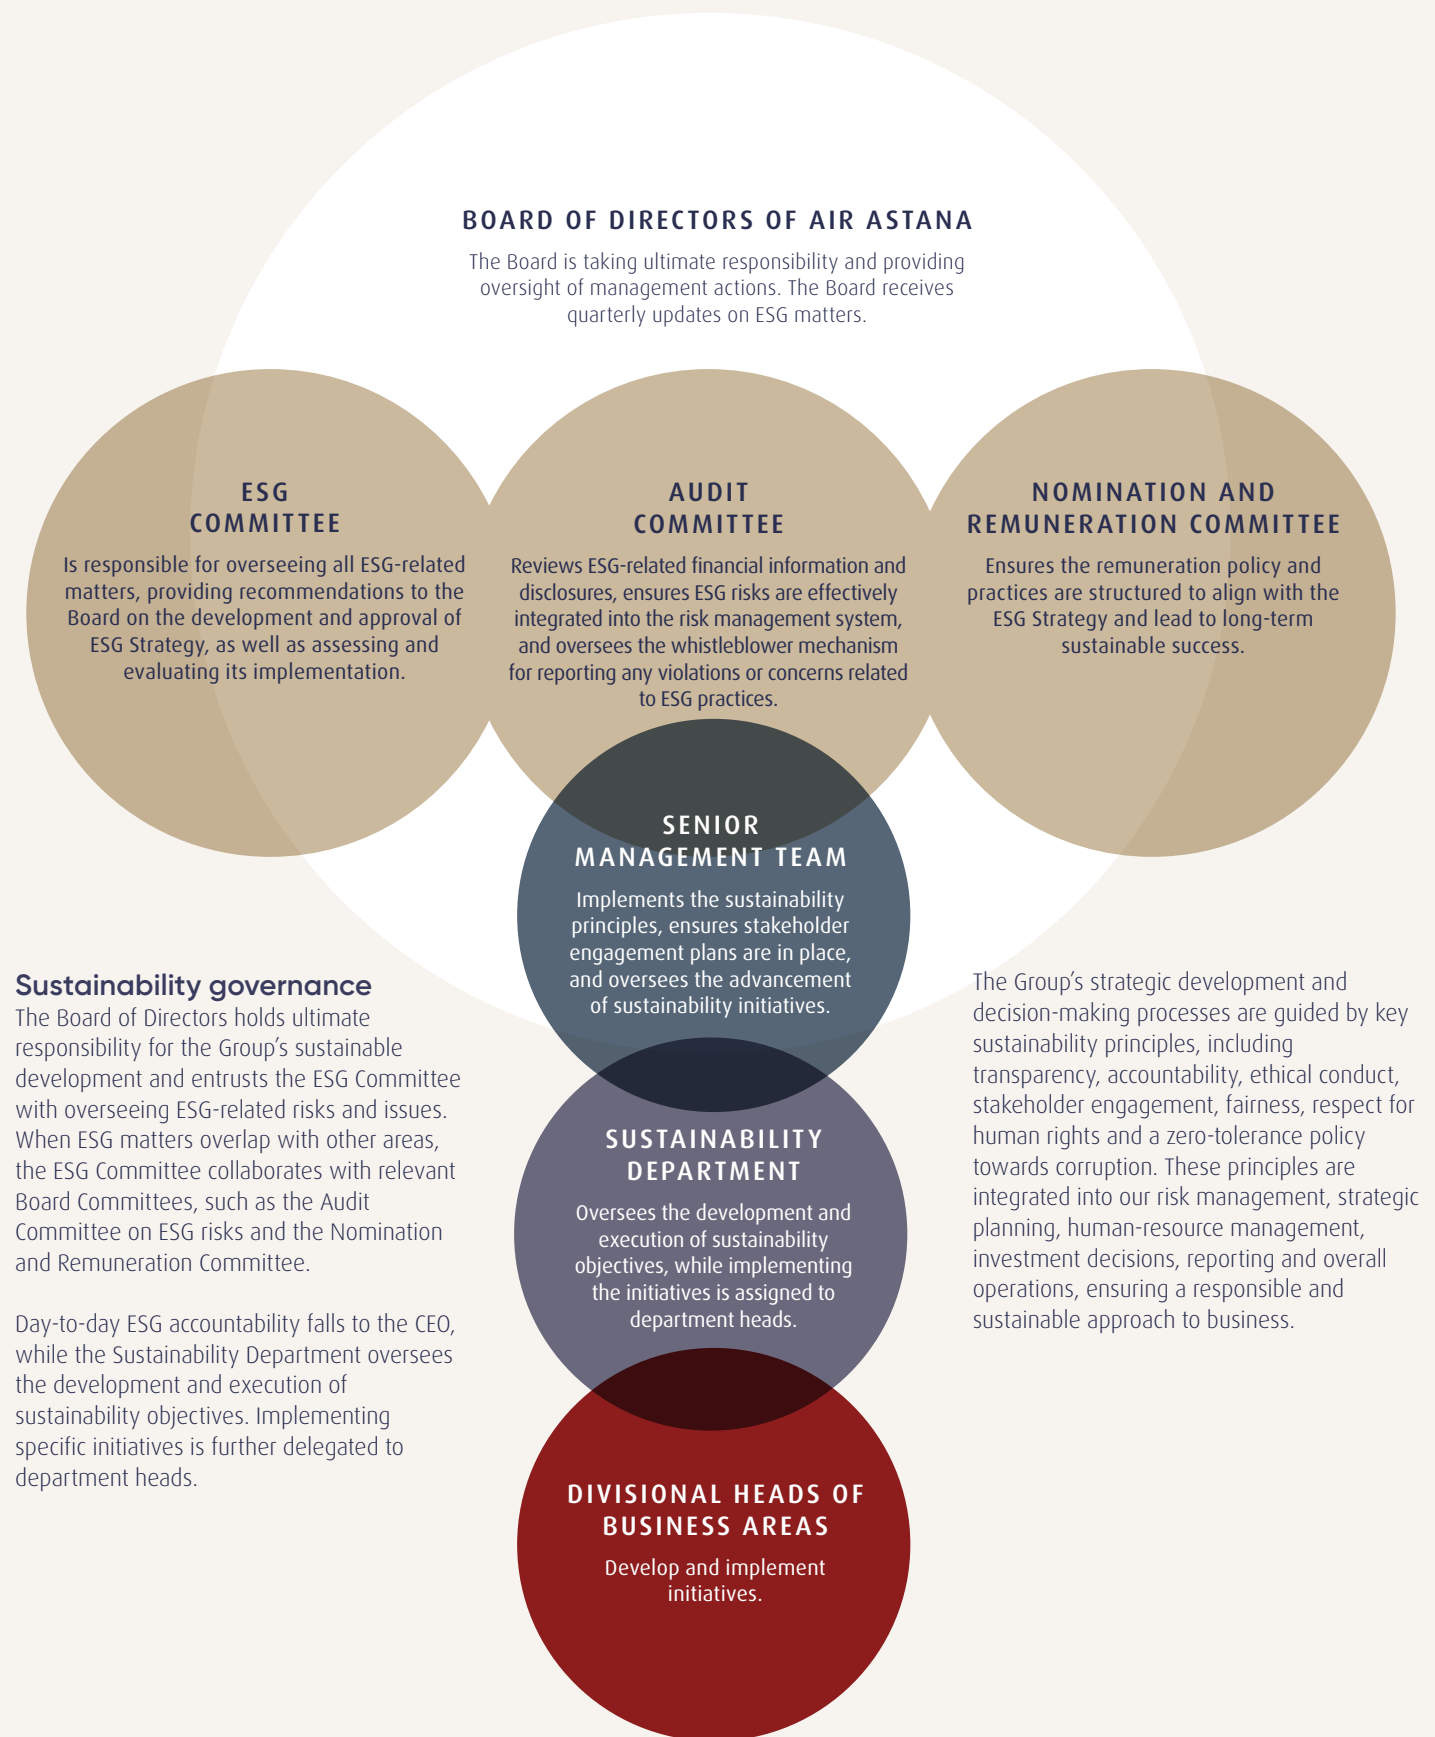 BOARD OF DIRECTORS OF AIR ASTANA
The Board is taking ultimate responsibility and providing
oversight of management actions. The Board receives
quarterly updates on ESG matters.
ESG
COMMITTEE
Is responsible for overseeing all ESG-related
matters, providing recommendations to the
Board on the development and approval of
ESG Strategy, as well as assessing and
evaluating its implementation.
AUDIT
COMMITTEE
Reviews ESG-related financial information and
disclosures, ensures ESG risks are effectively
integrated into the risk management system,
and oversees the whistleblower mechanism
for reporting any violations or concerns related
to ESG practices.
NOMINATION AND
REMUNERATION COMMITTEE
Ensures the remuneration policy and
practices are structured to align with the
ESG Strategy and lead to long-term
sustainable success.
SENIOR
MANAGEMENT TEAM
Implements the sustainability
principles, ensures stakeholder
engagement plans are in place,
and oversees the advancement
of sustainability initiatives.
SUSTAINABILITY
DEPARTMENT
Oversees the development and
execution of sustainability
objectives, while implementing
the initiatives is assigned to
department heads.
DIVISIONAL HEADS OF
BUSINESS AREAS
Develop and implement
initiatives.
Sustainability governance
The Board of Directors holds ultimate
responsibility for the Group's sustainable
development and entrusts the ESG Committee
with overseeing ESG-related risks and issues.
When ESG matters overlap with other areas,
the ESG Committee collaborates with relevant
Board Committees, such as the Audit
Committee on ESG risks and the Nomination
and Remuneration Committee.
Day-to-day ESG accountability falls to the CEO,
while the Sustainability Department oversees
the development and execution of
sustainability objectives. Implementing
specific initiatives is further delegated to
department heads.
The Group's strategic development and
decision-making processes are guided by key
sustainability principles, including
transparency, accountability, ethical conduct,
stakeholder engagement, fairness, respect for
human rights and a zero-tolerance policy
towards corruption. These principles are
integrated into our risk management, strategic
planning, human-resource management,
investment decisions, reporting and overall
operations, ensuring a responsible and
sustainable approach to business.